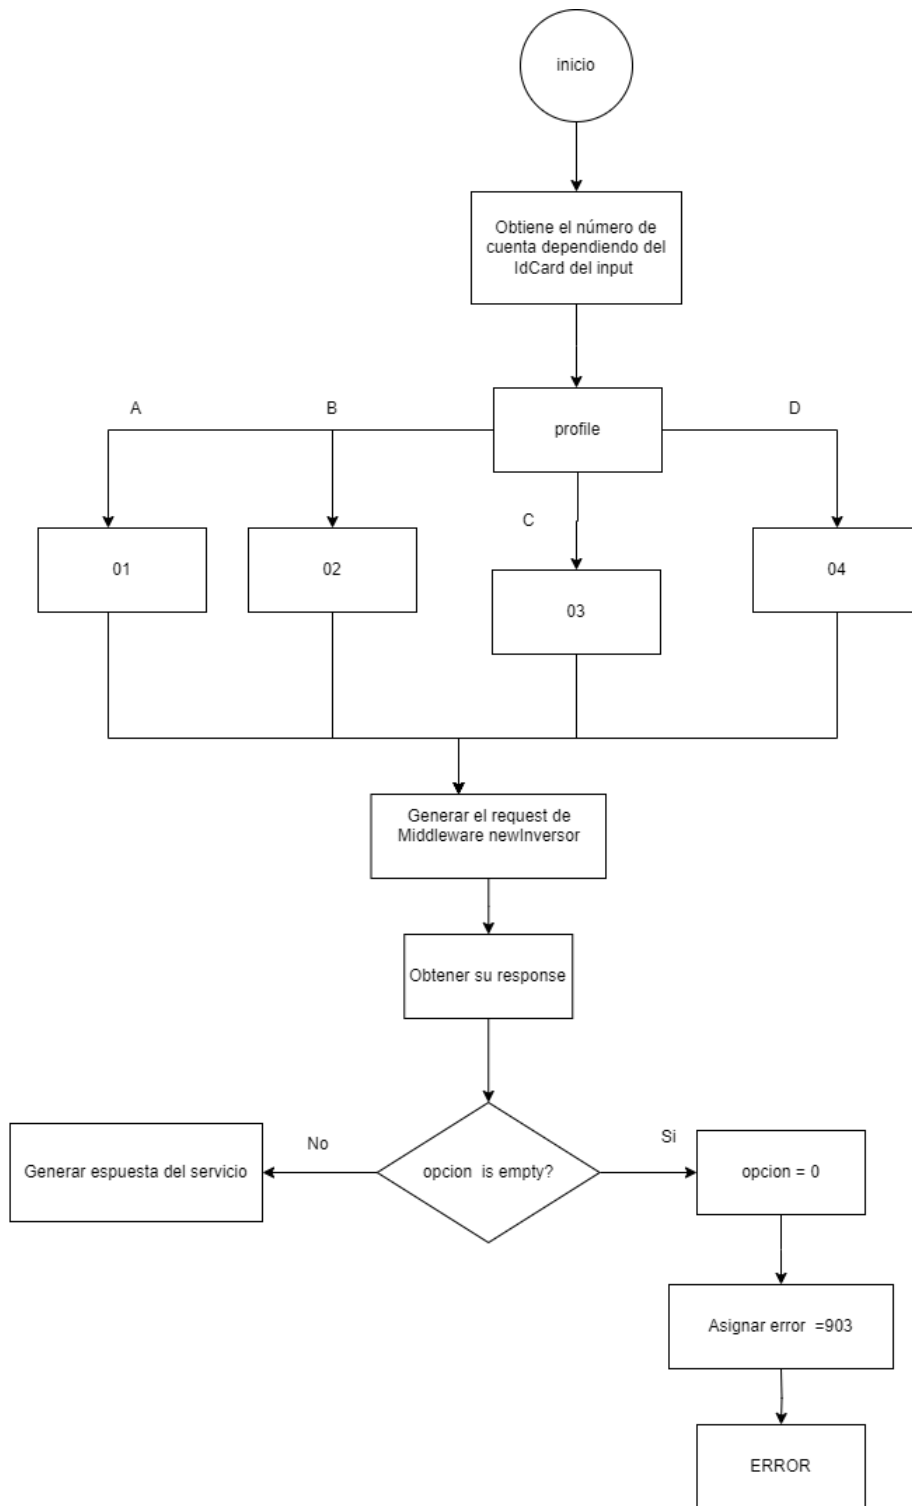 inicio
Obtiene el número de
cuenta dependiendo del
IdCard del input
A
B
profile
D
C
01
02
03
04
Generar el request de
Middleware newInversor
Obtener su response
No
opcion is empty?
Si
Generar espuesta del servicio
opcion = 0
Asignar error =903
ERROR